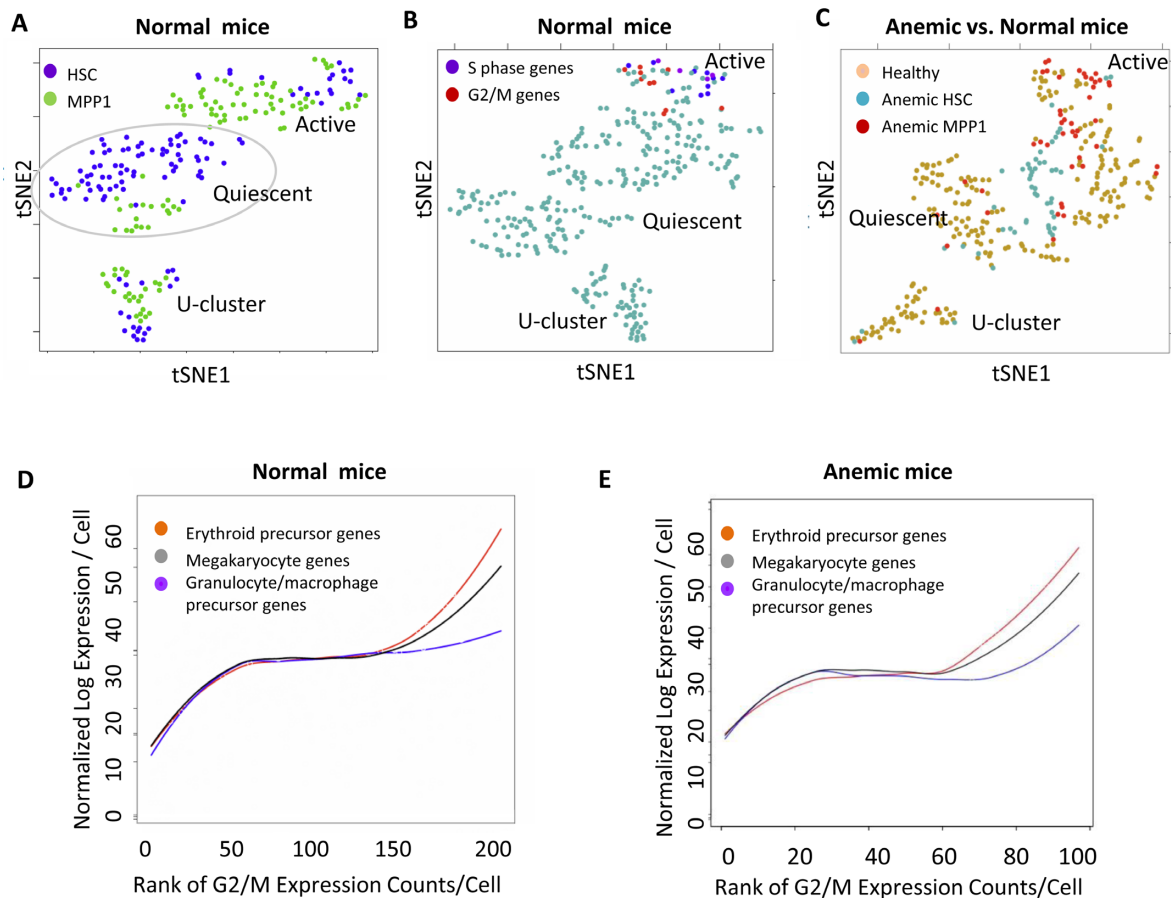 A
Normal mice
HSC
MPP1
Active
Quiescent
U-cluster
tSNE2
tSNE1
B
Normal mice
S phase genes
G2/M genes
Active
Quiescent
U-cluster
tSNE2
tSNE1
C
Anemic vs. Normal mice
Healthy
Anemic HSC
Anemic MPP1
Active
Quiescent
U-cluster
tSNE2
tSNE1
D
Normal mice
Erythroid precursor genes
Megakaryocyte genes
Granulocyte/macrophage
precursor genes
Normalized Log Expression / Cell
0 10 20 30 40 50 60
0 50 100 150 200
Rank of G2/M Expression Counts/Cell
E
Anemic mice
Erythroid precursor genes
Megakaryocyte genes
Granulocyte/macrophage
precursor genes
Normalized Log Expression / Cell
0 10 20 30 40 50 60
0 20 40 60 80 100
Rank of G2/M Expression Counts/Cell